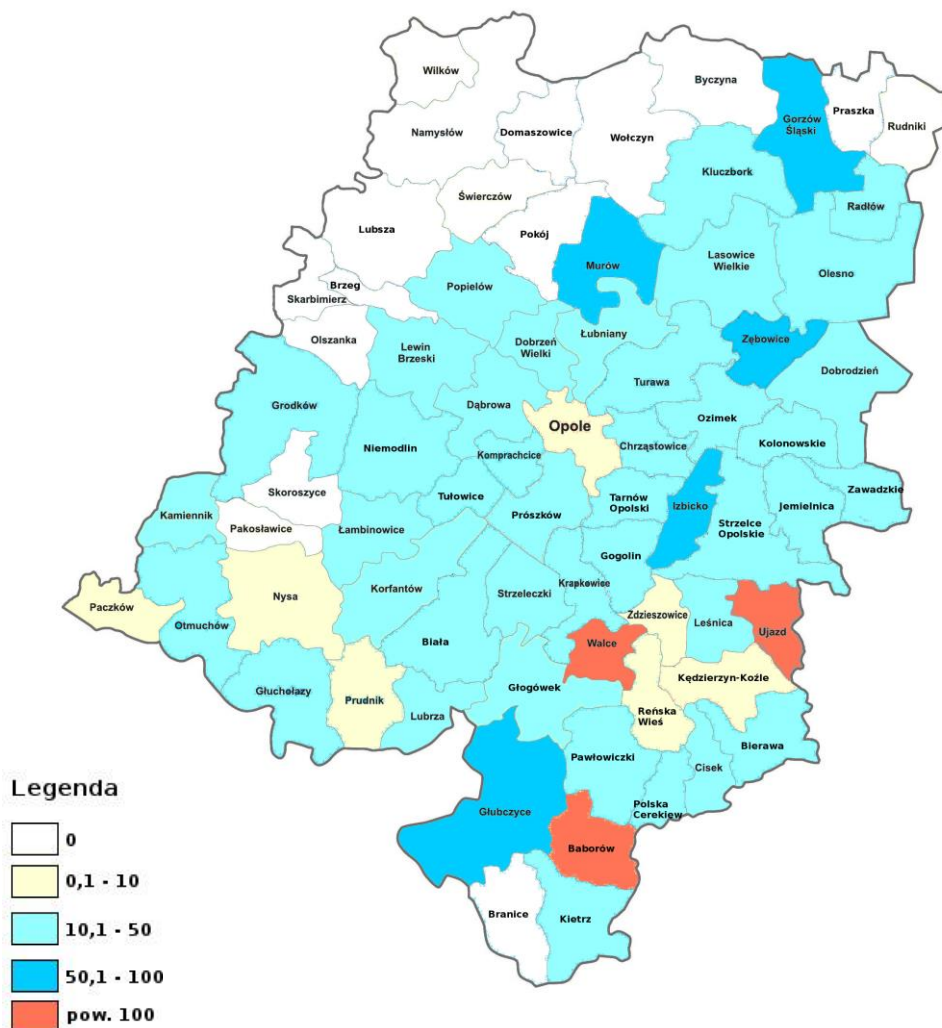 Wilków
Byczyna
Praszka
Gorzów
Śląski
Rudniki
Namysłów
Domaszowice
Wołczyn
Kluczbork
Świerczów
Radłów
Lubsza
Pokój
Lasowice
Wielkie
Murów
Olesno
Brzeg
Popielów
Skarbimierz
Olszanka
Lewin
Brzeski
Dobrzeń
Wielki
Łubniany
Zębowice
Dobrodzień
Turawa
Grodków
Dąbrowa
Opole
Ozimek
Kolonowskie
Niemodlin
Komprachcice
Chrząstowice
Skoroszyce
Tułowice
Tarnów
Opolski
Izbicko
Jemielnica
Zawadzkie
Kamiennik
Pakosławice
Łambinowice
Prószków
Strzelce
Opolskie
Gogolin
Paczków
Nysa
Korfantów
Strzeleczki
Krapkowice
Zdzieszowice
Leśnica
Ujazd
Otmuchów
Biała
Walce
Kędzierzyn-Koźle
Głuchołazy
Prudnik
Lubrza
Głogówek
Reńska
Wieś
Bierawa
Pawłowiczki
Cisek
Polska
Cerekiew
Głubczyce
Baborów
Branice
Kietrz
Legenda
0
0,1 - 10
10,1 - 50
50,1 - 100
pow. 100